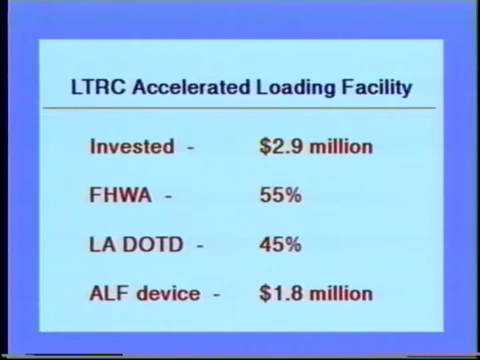 LTRC Accelerated Loading Facility
Invested - $2.9 million
FHWA - 55%
LA DOTD - 45%
ALF device - $1.8 million